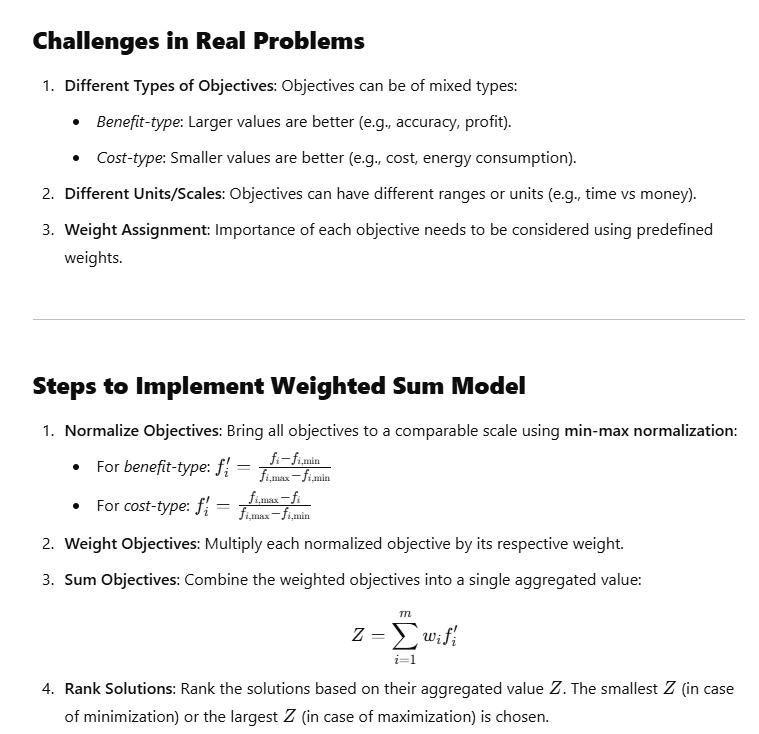 Challenges in Real Problems
1. Different Types of Objectives: Objectives can be of mixed types:
• Benefit-type: Larger values are better (e.g., accuracy, profit).
• Cost-type: Smaller values are better (e.g., cost, energy consumption).
2. Different Units/Scales: Objectives can have different ranges or units (e.g., time vs money).
3. Weight Assignment: Importance of each objective needs to be considered using predefined
weights.
Steps to Implement Weighted Sum Model
1. Normalize Objectives: Bring all objectives to a comparable scale using min-max normalization:
• For benefit-type: $f_i' = \frac{f_i - f_{i,\min}}{f_{i,\max} - f_{i,\min}}$
• For cost-type: $f_i' = \frac{f_{i,\max} - f_i}{f_{i,\max} - f_{i,\min}}$
2. Weight Objectives: Multiply each normalized objective by its respective weight.
3. Sum Objectives: Combine the weighted objectives into a single aggregated value:
$Z = \sum_{i=1}^{m} w_i f_i'$
4. Rank Solutions: Rank the solutions based on their aggregated value Z. The smallest Z (in case
of minimization) or the largest Z (in case of maximization) is chosen.